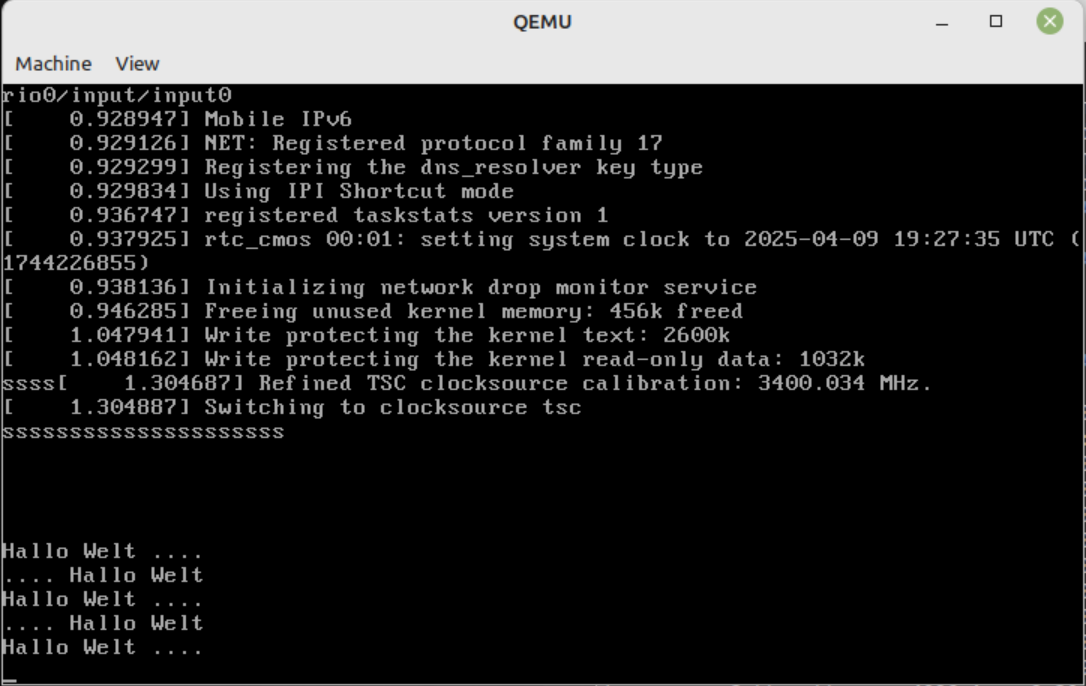 QEMU
Machine View
rio0/input/input0
[    0.928947] Mobile IPv6
[    0.929126] NET: Registered protocol family 17
[    0.929299] Registering the dns_resolver key type
[    0.929834] Using IPI Shortcut mode
[    0.936747] registered taskstats version 1
[    0.937925] rtc_cmos 00:01: setting system clock to 2025-04-09 19:27:35 UTC (
1744226855)
[    0.938136] Initializing network drop monitor service
[    0.946285] Freeing unused kernel memory: 456k freed
[    1.047941] Write protecting the kernel text: 2600k
[    1.048162] Write protecting the kernel read-only data: 1032k
ssss[    1.304687] Refined TSC clocksource calibration: 3400.034 MHz.
[    1.304887] Switching to clocksource tsc
sssssssssssssssssssss
Hallo Welt ....
.... Hallo Welt
Hallo Welt ....
.... Hallo Welt
Hallo Welt ....
_